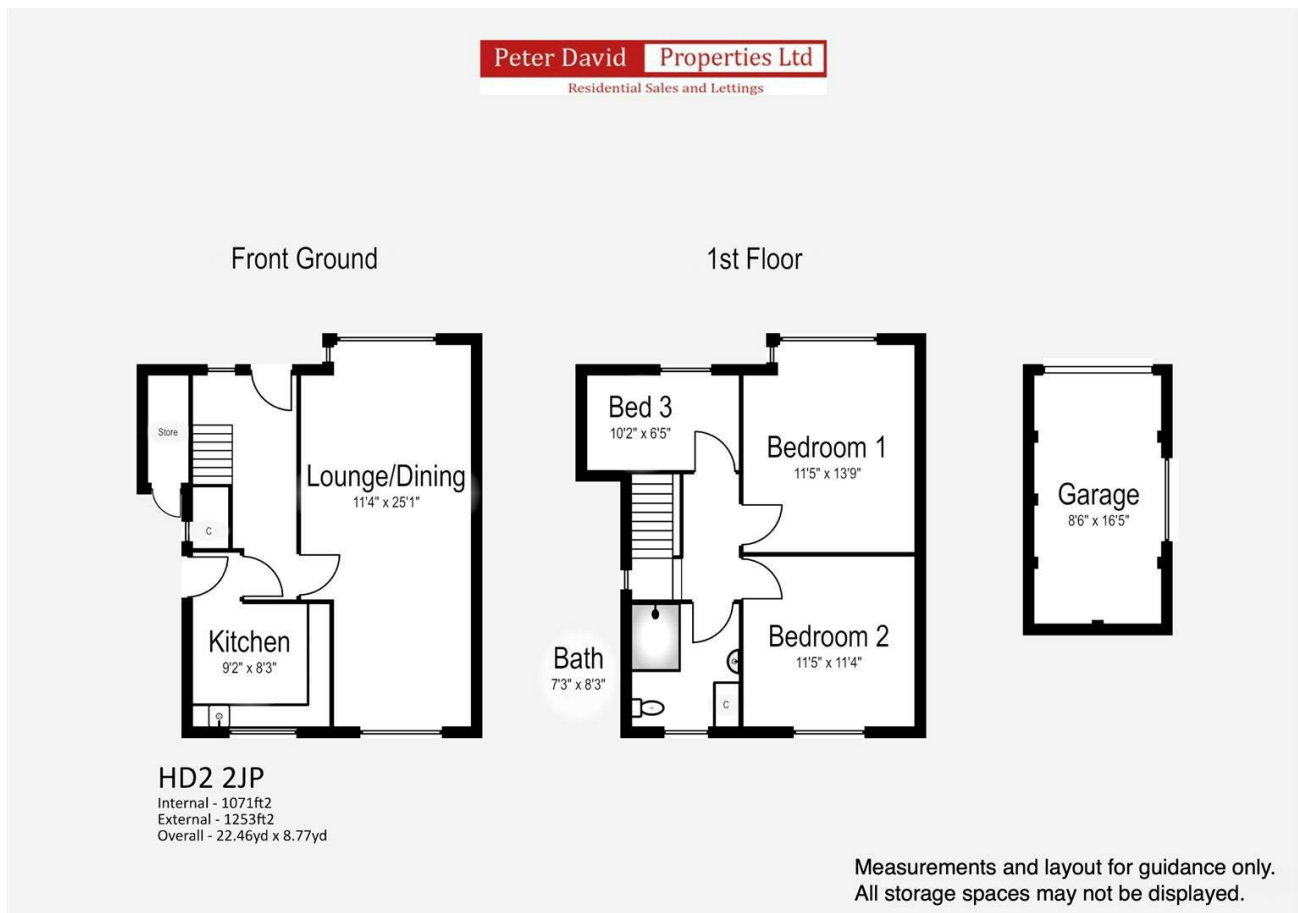 Peter David Properties Ltd
Residential Sales and Lettings
Front Ground
1st Floor
Store
C
Lounge/Dining
11'4" x 25'1"
Kitchen
9'2" x 8'3"
Bed 3
10'2" x 6'5"
Bedroom 1
11'5" x 13'9"
Bath
7'3" x 8'3"
Bedroom 2
11'5" x 11'4"
C
Garage
8'6" x 16'5"
HD2 2JP
Internal - 1071ft2
External - 1253ft2
Overall - 22.46yd x 8.77yd
Measurements and layout for guidance only.
All storage spaces may not be displayed.